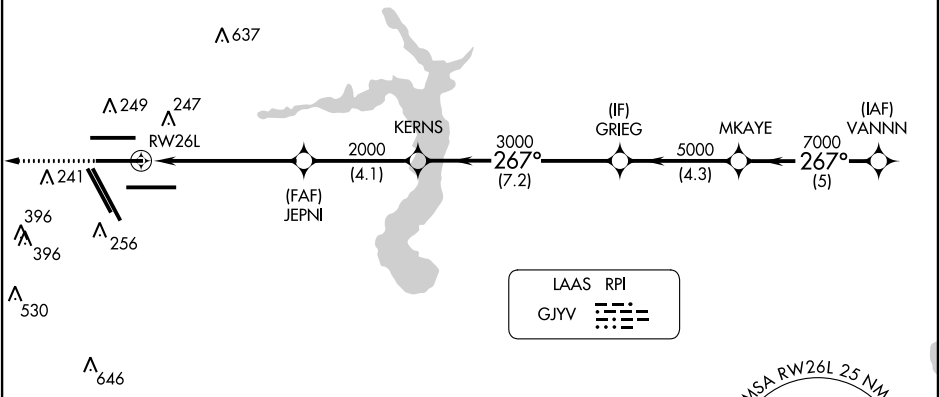 637
249
247
RW26L
241
396
396
256
530
646
(FAF)
JEPNI
2000
(4.1)
KERNS
3000
267°
(7.2)
(IF)
GRIEG
5000
(4.3)
MKAYE
7000
267°
(5)
(IAF)
VANNN
LAAS RPI
GJYV
MSA RW26L 25 NM